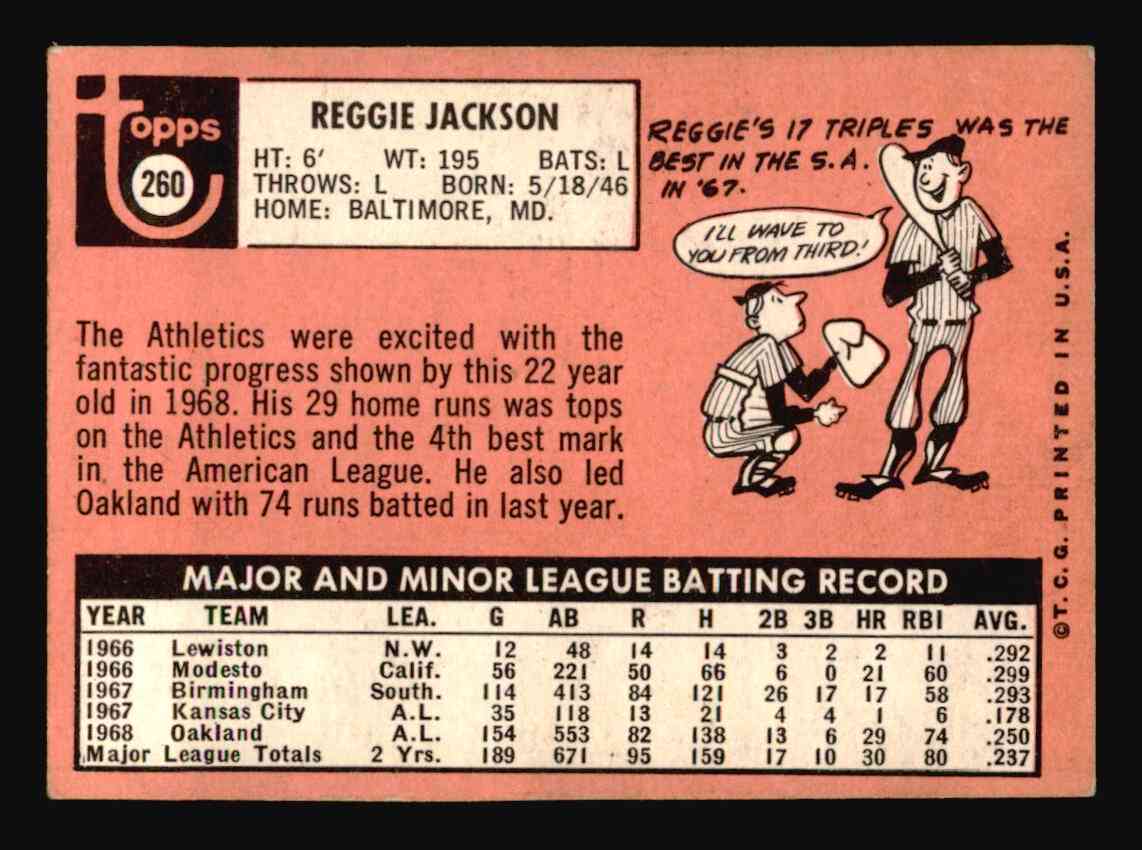 topps
260
REGGIE JACKSON
HT: 6' WT: 195 BATS: L
THROWS: L BORN: 5/18/46
HOME: BALTIMORE, MD.
REGGIE'S 17 TRIPLES WAS THE
BEST IN THE S.A.
IN '67.
I'LL WAVE TO
YOU FROM THIRD!
The Athletics were excited with the
fantastic progress shown by this 22 year
old in 1968. His 29 home runs was tops
on the Athletics and the 4th best mark
in the American League. He also led
Oakland with 74 runs batted in last year.
MAJOR AND MINOR LEAGUE BATTING RECORD
YEAR TEAM LEA. G AB R H 2B 3B HR RBI AVG.
1966 Lewiston N.W. 12 48 14 14 3 2 2 11 .292
1966 Modesto Calif. 56 221 50 66 6 0 21 60 .299
1967 Birmingham South. 114 413 84 121 26 17 17 58 .293
1967 Kansas City A.L. 35 118 13 21 4 4 1 6 .178
1968 Oakland A.L. 154 553 82 138 13 6 29 74 .250
Major League Totals 2 Yrs. 189 671 95 159 17 10 30 80 .237
©T.C.G. PRINTED IN U.S.A.